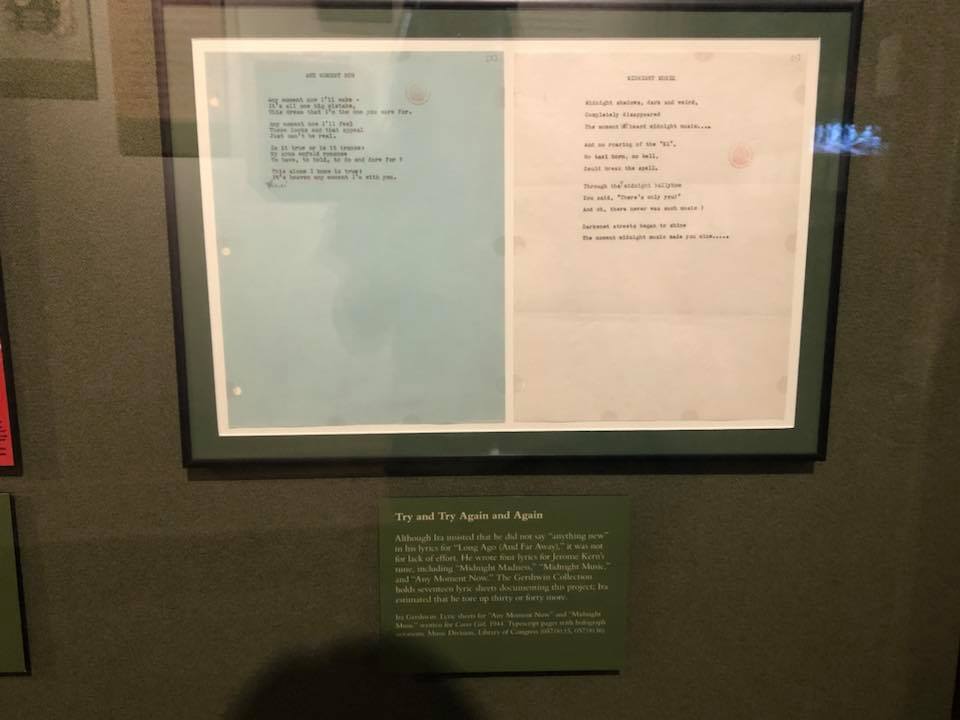 ANY MOMENT NOW
Any moment now I'll wake -
It's all one big mistake,
This dream that I'm the one you care for.
Any moment now I'll feel
Those looks and that appeal
Just can't be real.
Is it true or is it trance:
My once untold romance
To have, to hold, to do and dare for ?
This alone I know is true:
It's heaven any moment I'm with you.
MIDNIGHT MUSIC
Midnight shadows, dark and weird,
Completely disappeared
The moment heard midnight music....
And no roaring of the "El",
No taxi horn, no bell,
Could break the spell.
Through the midnight ballyhoo
You said, "There's only you!"
And oh, there never was such music !
Darkened streets began to shine
The moment midnight music made you mine.....
Try and Try Again and Again
Although Ira insisted that he did not say "anything new"
in his lyrics for "Long Ago (And Far Away)," it was not
for lack of effort. He wrote four lyrics for Jerome Kern's
tune, including "Midnight Madness," "Midnight Music,"
and "Any Moment Now." The Gershwin Collection
holds seventeen lyric sheets documenting this project; Ira
estimated that he tore up thirty or forty more.
Ira Gershwin. Lyric sheets for "Any Moment Now" and "Midnight
Music," written for Cover Girl, 1944. Typescript pages with holograph
Music Division, Library of Congress